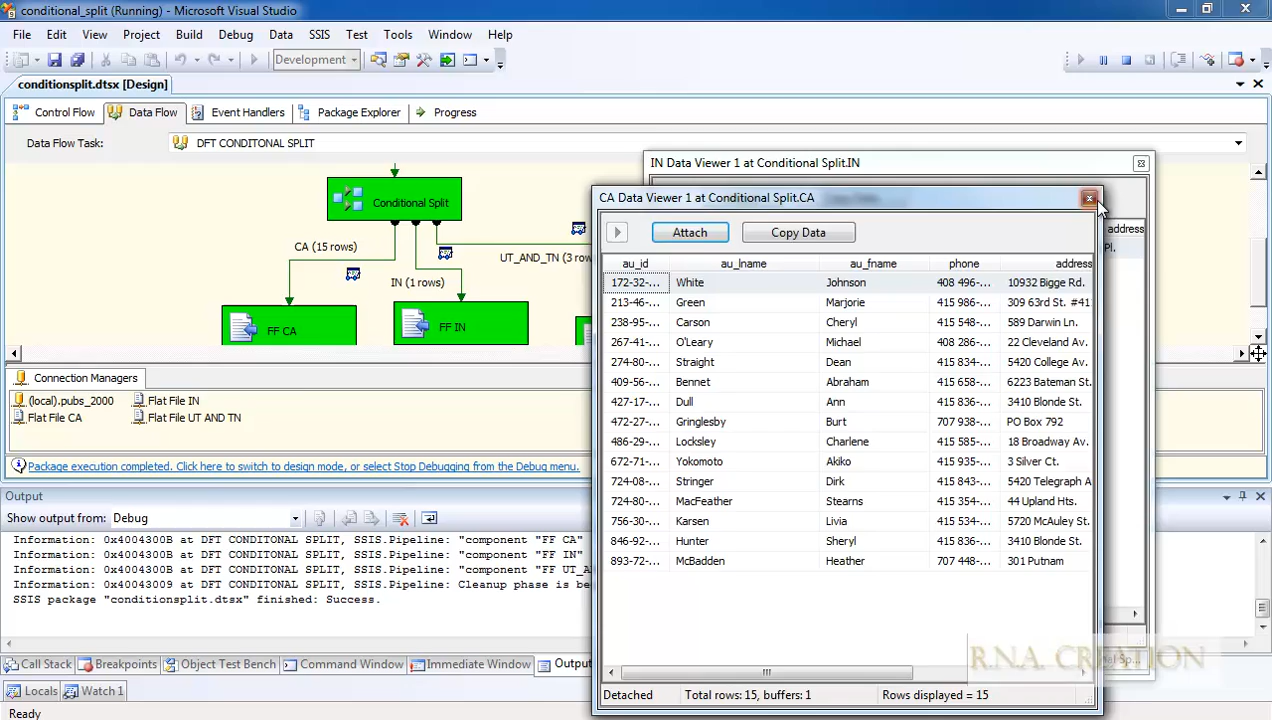 conditional_split (Running) - Microsoft Visual Studio
File Edit View Project Build Debug Data SSIS Test Tools Window Help
Development
conditionsplit.dtsx [Design]
Control Flow Data Flow Event Handlers Package Explorer Progress
Data Flow Task: DFT CONDITONAL SPLIT
Conditional Split
CA (15 rows)
IN (1 rows)
UT_AND_TN (3 row
FF CA
FF IN
Connection Managers
(local).pubs_2000 Flat File IN
Flat File CA Flat File UT AND TN
Package execution completed. Click here to switch to design mode, or select Stop Debugging from the Debug menu.
Output
Show output from: Debug
Information: 0x4004300B at DFT CONDITONAL SPLIT, SSIS.Pipeline: "component "FF CA"
Information: 0x4004300B at DFT CONDITONAL SPLIT, SSIS.Pipeline: "component "FF IN"
Information: 0x4004300B at DFT CONDITONAL SPLIT, SSIS.Pipeline: "component "FF UT_A
Information: 0x40043009 at DFT CONDITONAL SPLIT, SSIS.Pipeline: Cleanup phase is be
SSIS package "conditionsplit.dtsx" finished: Success.
Call Stack Breakpoints Object Test Bench Command Window Immediate Window Outpu
Locals Watch 1
Ready
IN Data Viewer 1 at Conditional Split.IN
address
Pl.
CA Data Viewer 1 at Conditional Split.CA
Attach Copy Data
au_id au_lname au_fname phone address
172-32-... White Johnson 408 496-... 10932 Bigge Rd.
213-46-... Green Marjorie 415 986-... 309 63rd St. #41
238-95-... Carson Cheryl 415 548-... 589 Darwin Ln.
267-41-... O'Leary Michael 408 286-... 22 Cleveland Av.
274-80-... Straight Dean 415 834-... 5420 College Av.
409-56-... Bennet Abraham 415 658-... 6223 Bateman St.
427-17-... Dull Ann 415 836-... 3410 Blonde St.
472-27-... Gringlesby Burt 707 938-... PO Box 792
486-29-... Locksley Charlene 415 585-... 18 Broadway Av.
672-71-... Yokomoto Akiko 415 935-... 3 Silver Ct.
724-08-... Stringer Dirk 415 843-... 5420 Telegraph A
724-80-... MacFeather Stearns 415 354-... 44 Upland Hts.
756-30-... Karsen Livia 415 534-... 5720 McAuley St.
846-92-... Hunter Sheryl 415 836-... 3410 Blonde St.
893-72-... McBadden Heather 707 448-... 301 Putnam
Detached Total rows: 15, buffers: 1 Rows displayed = 15
R.N.A. CREATION